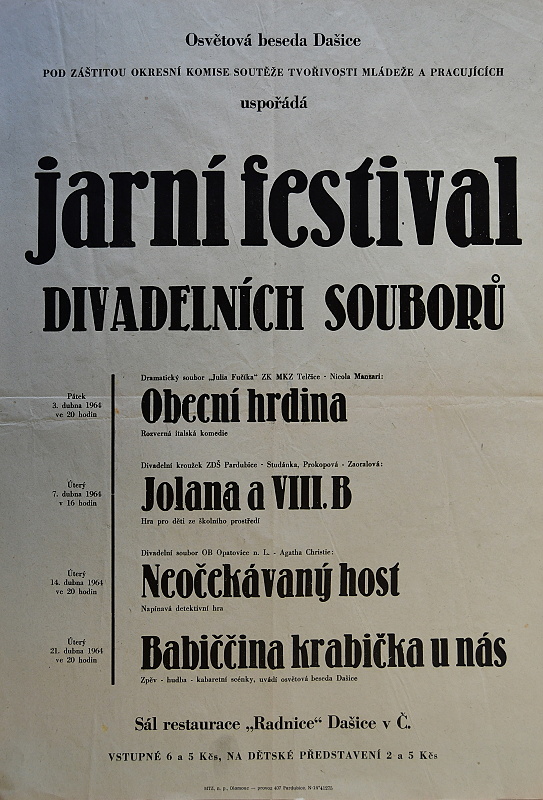 Osvětová beseda Dašice
POD ZÁŠTITOU OKRESNÍ KOMISE SOUTĚŽE TVOŘIVOSTI MLÁDEŽE A PRACUJÍCÍCH
uspořádá
jarní festival
DIVADELNÍCH SOUBORŮ
Pátek
3. dubna 1964
ve 20 hodin
Dramatický soubor „Julia Fučíka“ ZK MKZ Telčice - Nicola Manzari:
Obecní hrdina
Rozverná italská komedie
Úterý
7. dubna 1964
v 16 hodin
Divadelní kroužek ZDŠ Pardubice - Studánka, Prokopová - Zaoralová:
Jolana a VIII. B
Hra pro děti ze školního prostředí
Úterý
14. dubna 1964
ve 20 hodin
Divadelní soubor OB Opatovice n. L. - Agatha Christie:
Neočekávaný host
Napínavá detektivní hra
Úterý
21. dubna 1964
ve 20 hodin
Babiččina krabička u nás
Zpěv - hudba - kabaretní scénky, uvádí osvětová beseda Dašice
Sál restaurace „Radnice“ Dašice v Č.
VSTUPNÉ 6 a 5 Kčs, NA DĚTSKÉ PŘEDSTAVENÍ 2 a 5 Kčs
MTZ, n. p., Olomouc — provoz 407 Pardubice.